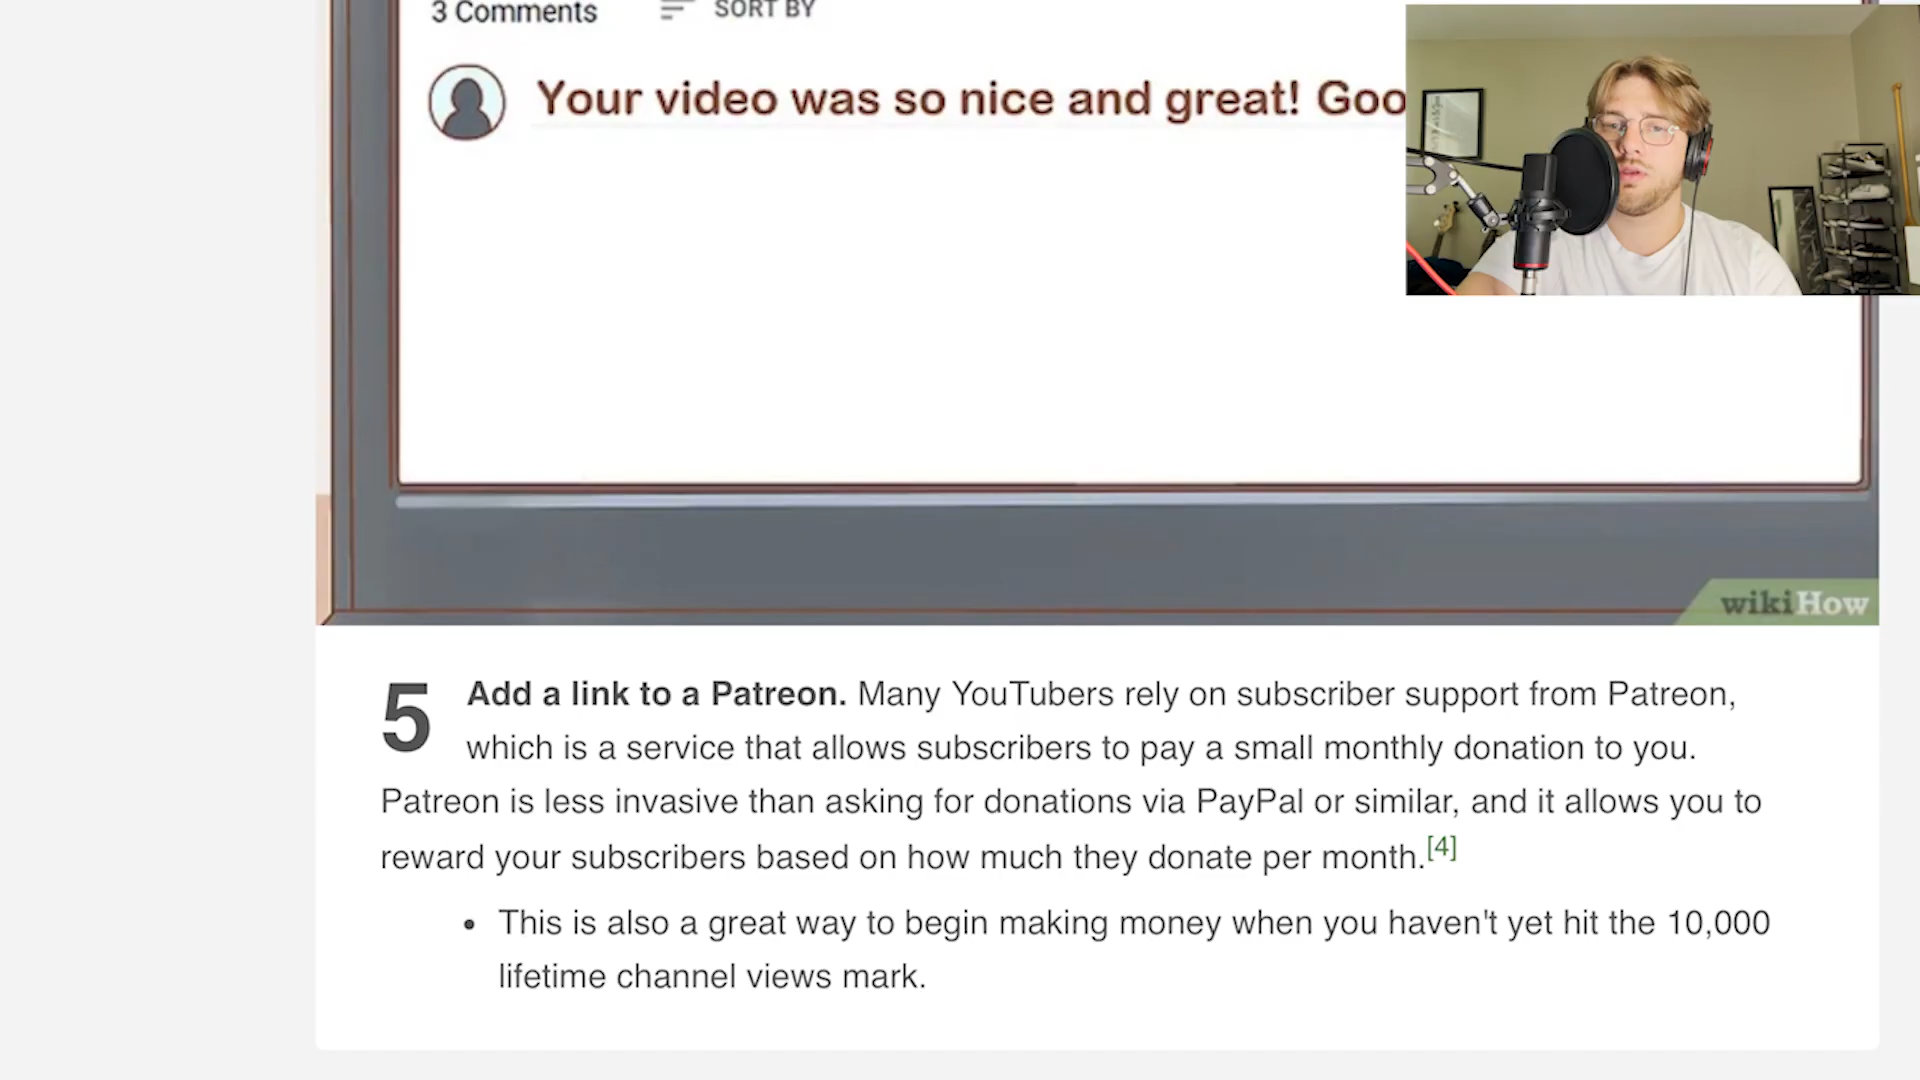 3 Comments SORT BY
Your video was so nice and great! Goo
wikiHow
5 Add a link to a Patreon. Many YouTubers rely on subscriber support from Patreon,
which is a service that allows subscribers to pay a small monthly donation to you.
Patreon is less invasive than asking for donations via PayPal or similar, and it allows you to
reward your subscribers based on how much they donate per month.[4]
• This is also a great way to begin making money when you haven't yet hit the 10,000
lifetime channel views mark.